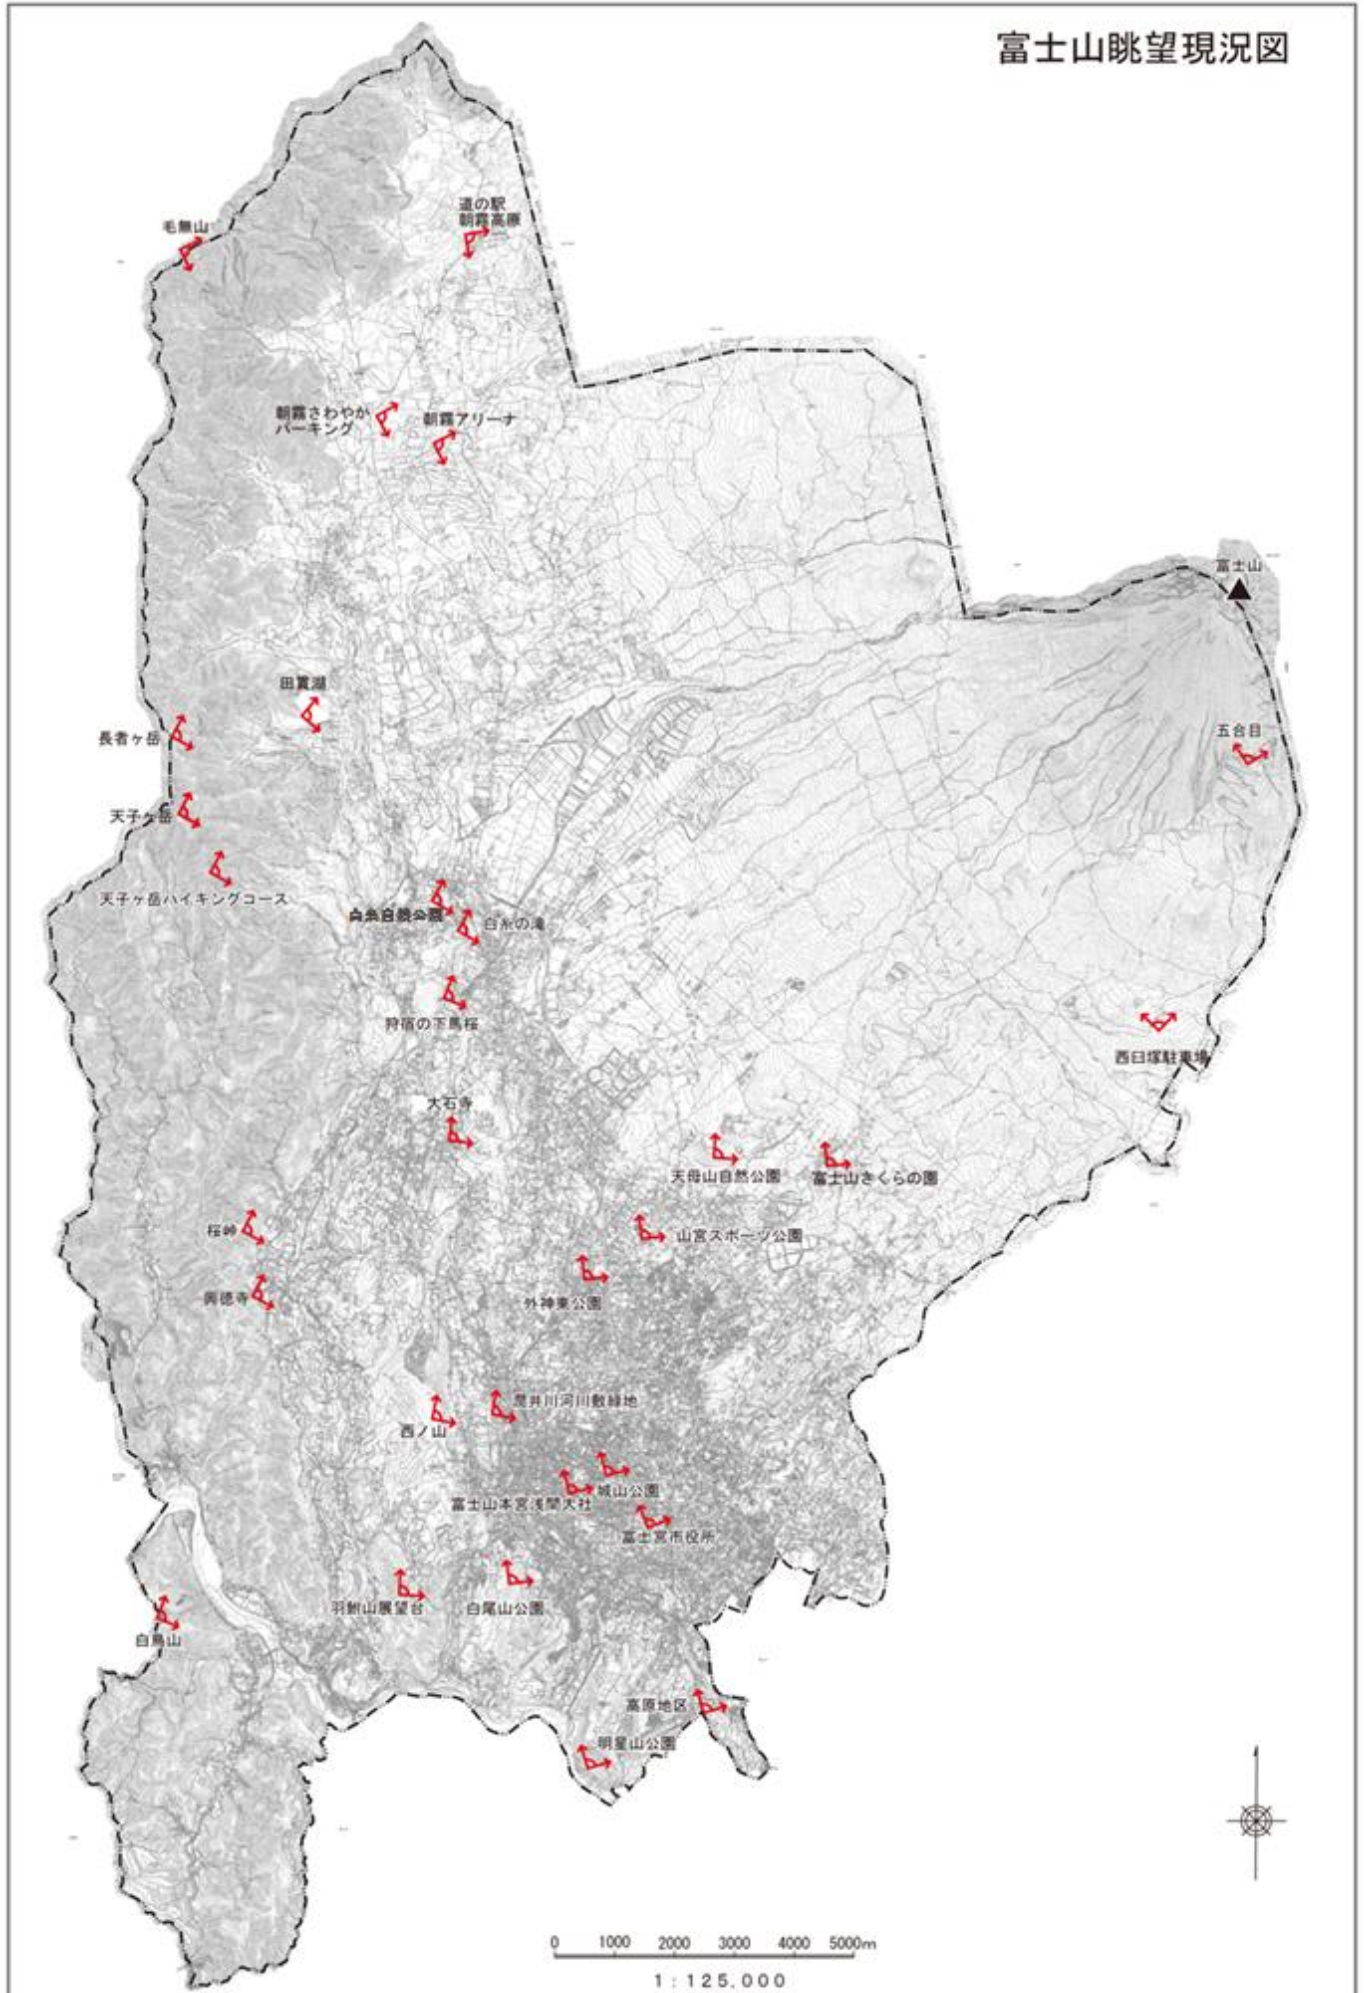 富士山眺望現況図
毛無山
道の駅
朝霧高原
朝霧さわやか
パーキング
朝霧アリーナ
富士山
田貫湖
長者ヶ岳
五合目
天子ヶ岳
天子ヶ岳ハイキングコース
白糸自然公園
白糸の滝
狩宿の下馬桜
西臼塚駐車場
大石寺
天母山自然公園
富士山さくらの園
桜峠
山宮スポーツ公園
興徳寺
外神東公園
潤井川河川敷緑地
西ノ山
城山公園
富士山本宮浅間大社
富士宮市役所
羽鮒山展望台
白尾山公園
白鳥山
高原地区
明星山公園
0 1000 2000 3000 4000 5000m
1:125,000